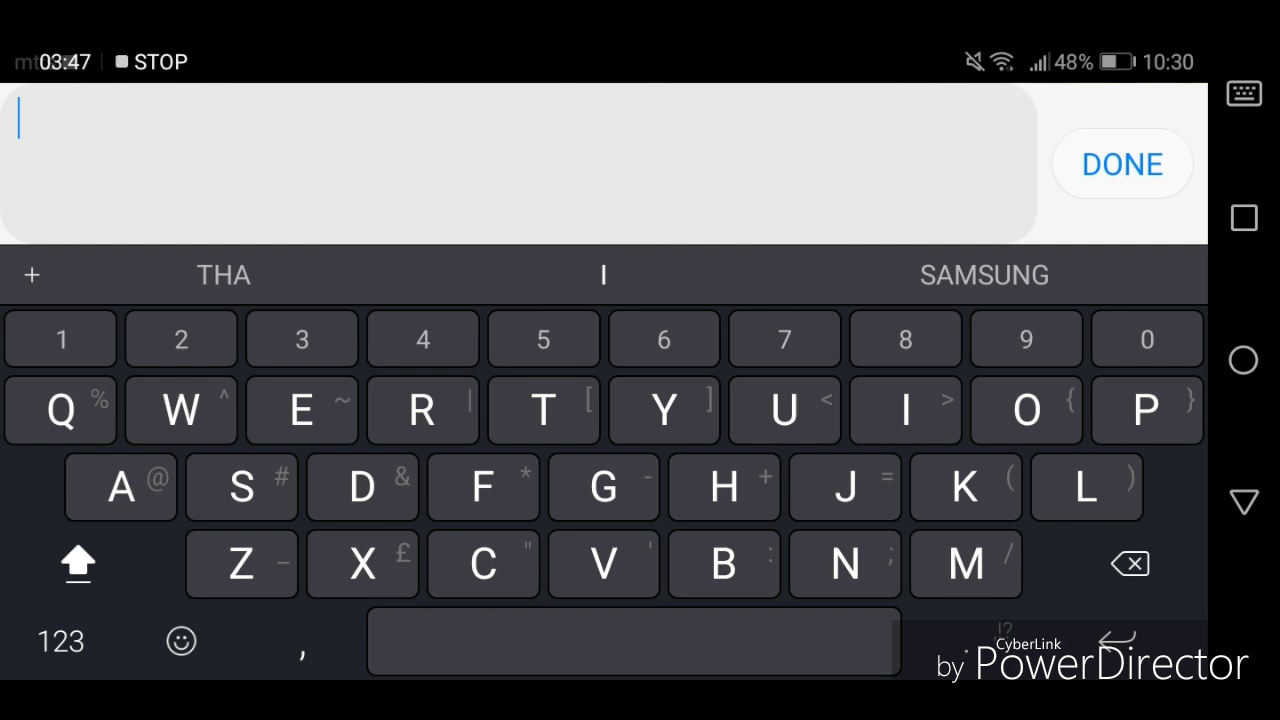 03:47 STOP 48% 10:30
DONE
+ THA I SAMSUNG
1 2 3 4 5 6 7 8 9 0
Q % W ^ E ~ R | T [ Y ] U < I > O { P }
A @ S # D & F * G - H + J = K ( L )
Z _ X £ C " V ' B : N ; M /
123 , . !?
CyberLink
by PowerDirector